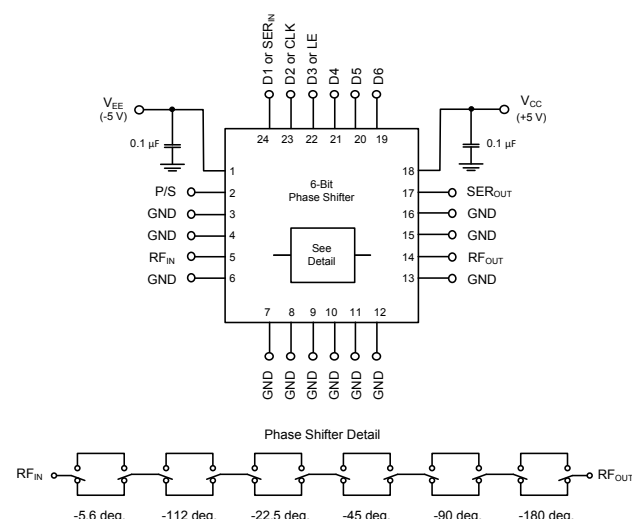 D1 or SERIN
D2 or CLK
D3 or LE
D4
D5
D6
VEE
(-5 V)
VCC
(+5 V)
0.1 µF
0.1 µF
24 23 22 21 20 19
1
18
6-Bit
Phase Shifter
P/S 2
17 SEROUT
GND 3
16 GND
GND 4
15 GND
See
Detail
RFIN 5
14 RFOUT
GND 6
13 GND
7 8 9 10 11 12
GND GND GND GND GND GND
Phase Shifter Detail
RFIN
RFOUT
-5.6 deg. -112 deg. -22.5 deg. -45 deg. -90 deg. -180 deg.